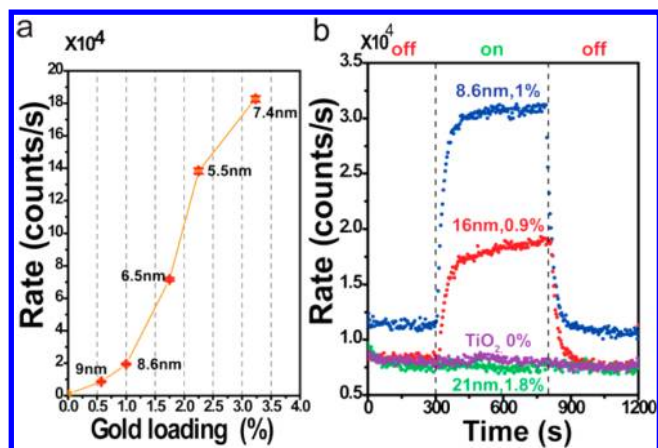 a
X10⁴
Rate (counts/s)
20
18
16
14
12
10
8
6
4
2
0
7.4nm
5.5nm
6.5nm
9nm
8.6nm
0.0 0.5 1.0 1.5 2.0 2.5 3.0 3.5 4.0
Gold loading (%)
b
X10⁴
off on off
Rate (counts/s)
3.5
3.0
2.5
2.0
1.5
1.0
0.5
8.6nm,1%
16nm,0.9%
TiO₂ 0%
21nm,1.8%
0 300 600 900 1200
Time (s)